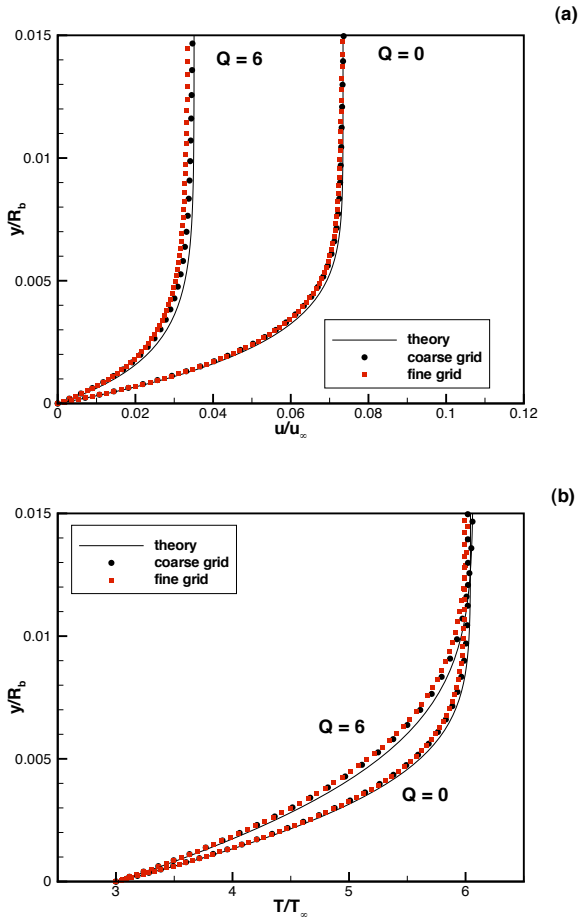 (a)
0.015
Q = 6
Q = 0
0.01
y/R_b
0.005
theory
coarse grid
fine grid
0
0
0.02
0.04
0.06
0.08
0.1
0.12
u/u_∞
(b)
0.015
theory
coarse grid
fine grid
0.01
y/R_b
Q = 6
0.005
Q = 0
0
3
4
5
6
T/T_∞